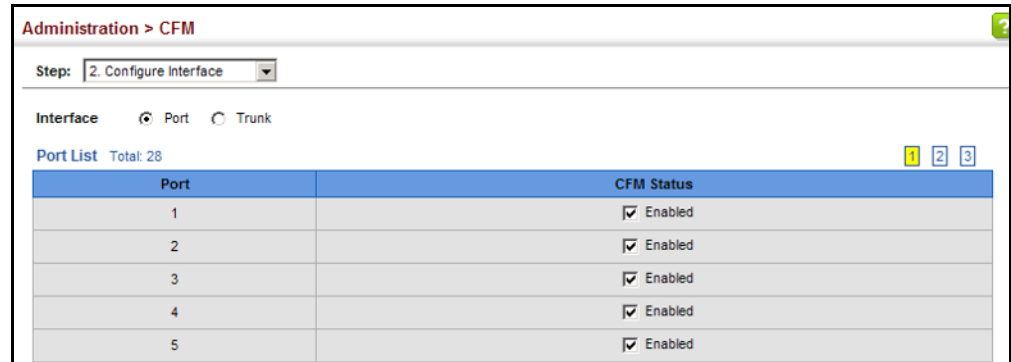 Administration > CFM
?
Step: 2. Configure Interface
Interface Port Trunk
Port List Total: 28 1 2 3
Port CFM Status
1 Enabled
2 Enabled
3 Enabled
4 Enabled
5 Enabled